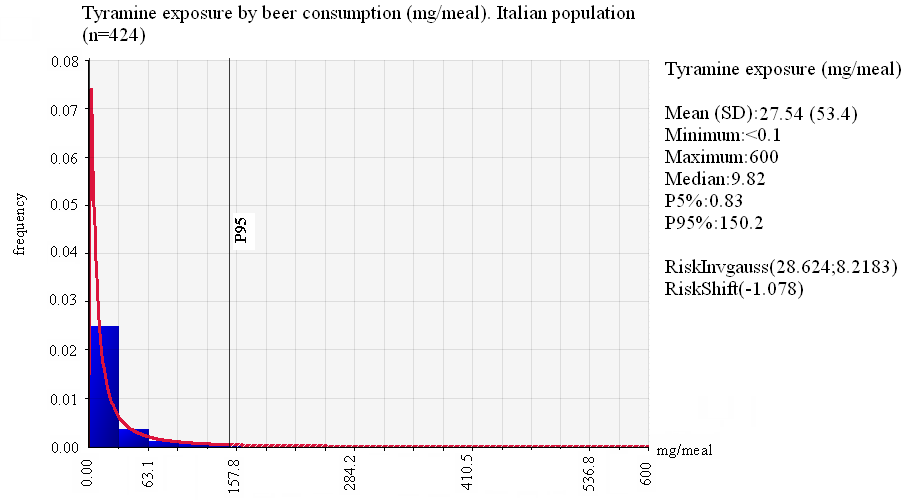 Tyramine exposure by beer consumption (mg/meal). Italian population
(n=424)
0.08
0.07
0.06
0.05
0.04
0.03
0.02
0.01
0.00
frequency
P95
0.00
63.1
157.8
284.2
410.5
536.8
600
mg/meal
Tyramine exposure (mg/meal)
Mean (SD):27.54 (53.4)
Minimum:<0.1
Maximum:600
Median:9.82
P5%:0.83
P95%:150.2
RiskInvgauss(28.624;8.2183)
RiskShift(-1.078)